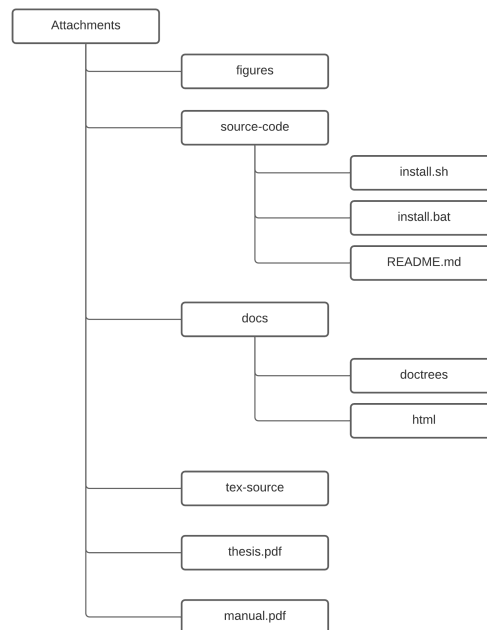 Attachments
figures
source-code
install.sh
install.bat
README.md
docs
doctrees
html
tex-source
thesis.pdf
manual.pdf